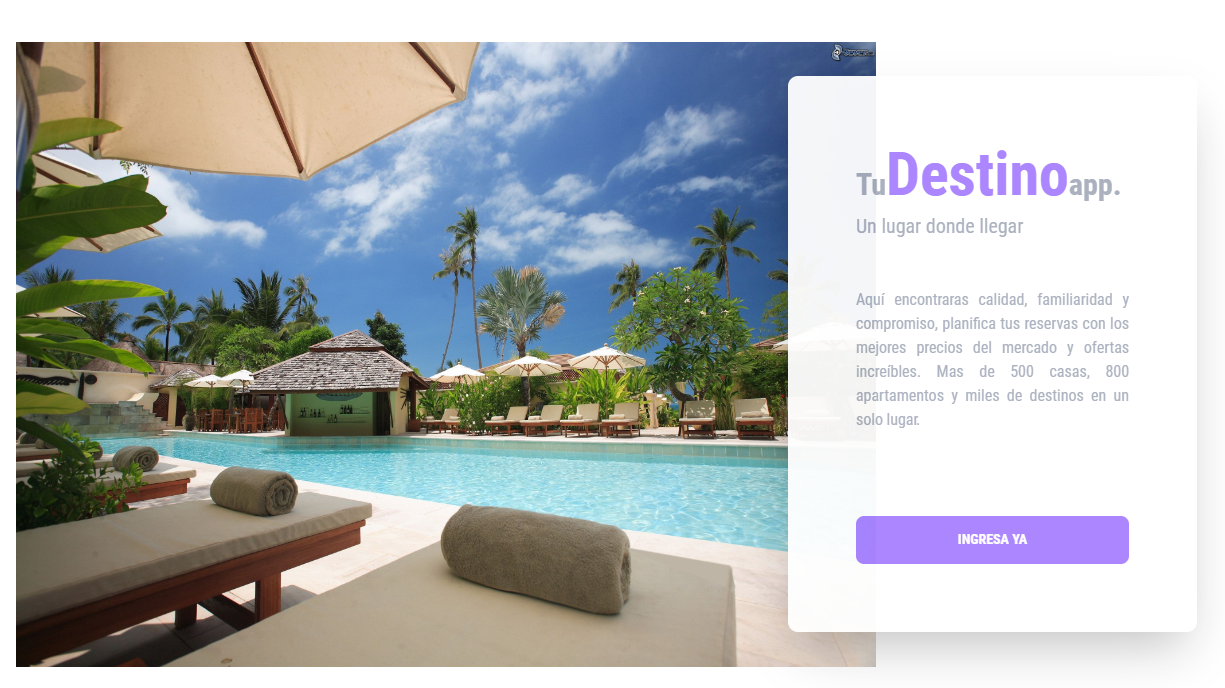 TuDestinoapp.
Un lugar donde llegar
Aquí encontraras calidad, familiaridad y
compromiso, planifica tus reservas con los
mejores precios del mercado y ofertas
increíbles. Mas de 500 casas, 800
apartamentos y miles de destinos en un
solo lugar.
INGRESA YA